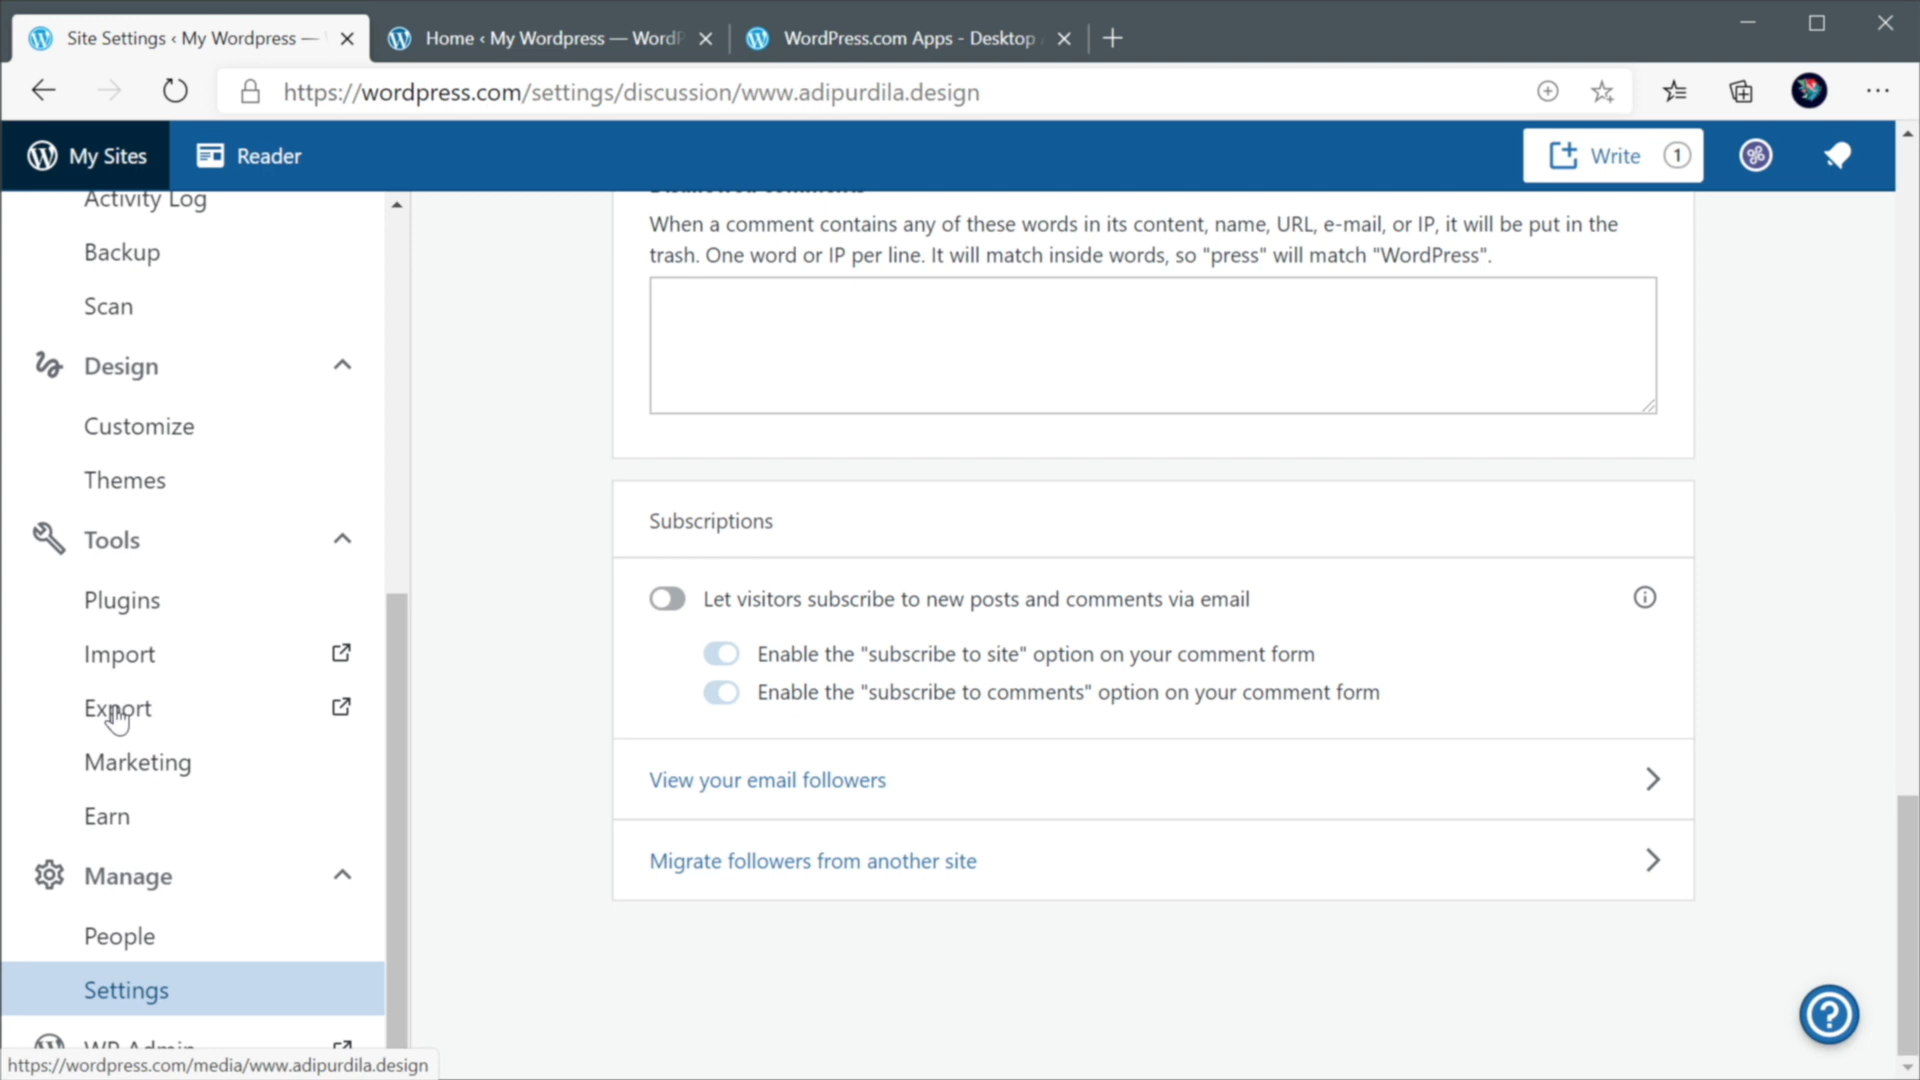 Site Settings ‹ My Wordpress —
Home ‹ My Wordpress — WordP
WordPress.com Apps - Desktop
https://wordpress.com/settings/discussion/www.adipurdila.design
My Sites
Reader
Write
1
Activity Log
Backup
Scan
Design
Customize
Themes
Tools
Plugins
Import
Export
Marketing
Earn
Manage
People
Settings
WP Admin
https://wordpress.com/media/www.adipurdila.design
When a comment contains any of these words in its content, name, URL, e-mail, or IP, it will be put in the
trash. One word or IP per line. It will match inside words, so "press" will match "WordPress".
Subscriptions
Let visitors subscribe to new posts and comments via email
Enable the "subscribe to site" option on your comment form
Enable the "subscribe to comments" option on your comment form
View your email followers
Migrate followers from another site